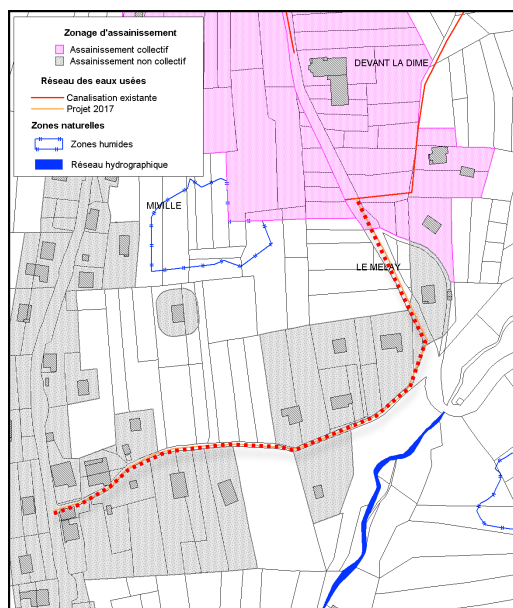 Zonage d'assainissement
Assainissement collectif
Assainissement non collectif
Réseau des eaux usées
Canalisation existante
Projet 2017
Zones naturelles
Zones humides
Réseau hydrographique
DEVANT LA DIME
MIVILLE
LE MELAY